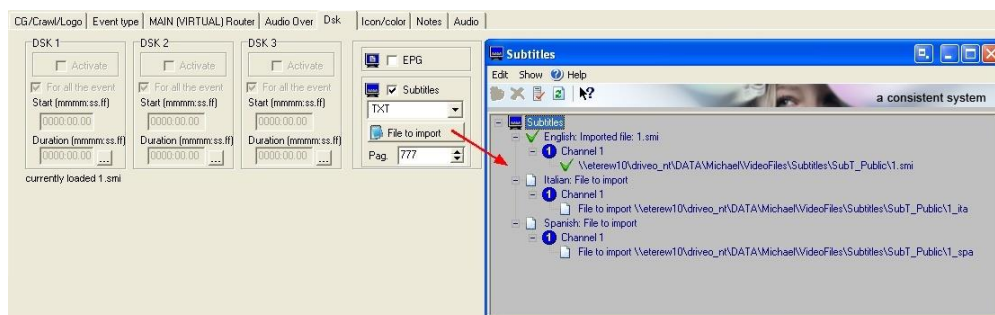 CG/Crawl/Logo Event type MAIN (VIRTUAL) Router Audio Over Dsk Icon/color Notes Audio
DSK 1
Activate
For all the event
Start (mmmm:ss.ff)
0000:00.00
Duration (mmmm:ss.ff)
0000:00.00 ...
currently loaded 1.smi
DSK 2
Activate
For all the event
Start (mmmm:ss.ff)
0000:00.00
Duration (mmmm:ss.ff)
0000:00.00 ...
DSK 3
Activate
For all the event
Start (mmmm:ss.ff)
0000:00.00
Duration (mmmm:ss.ff)
0000:00.00 ...
EPG
Subtitles
TXT
File to import
Pag. 777
Subtitles
Edit Show Help
a consistent system
Subtitles
English: Imported file: 1.smi
1 Channel 1
\\eterew10\driveo_nt\DATA\Michael\VideoFiles\Subtitles\SubT_Public\1.smi
Italian: File to import
1 Channel 1
File to import \\eterew10\driveo_nt\DATA\Michael\VideoFiles\Subtitles\SubT_Public\1_ita
Spanish: File to import
1 Channel 1
File to import \\eterew10\driveo_nt\DATA\Michael\VideoFiles\Subtitles\SubT_Public\1_spa